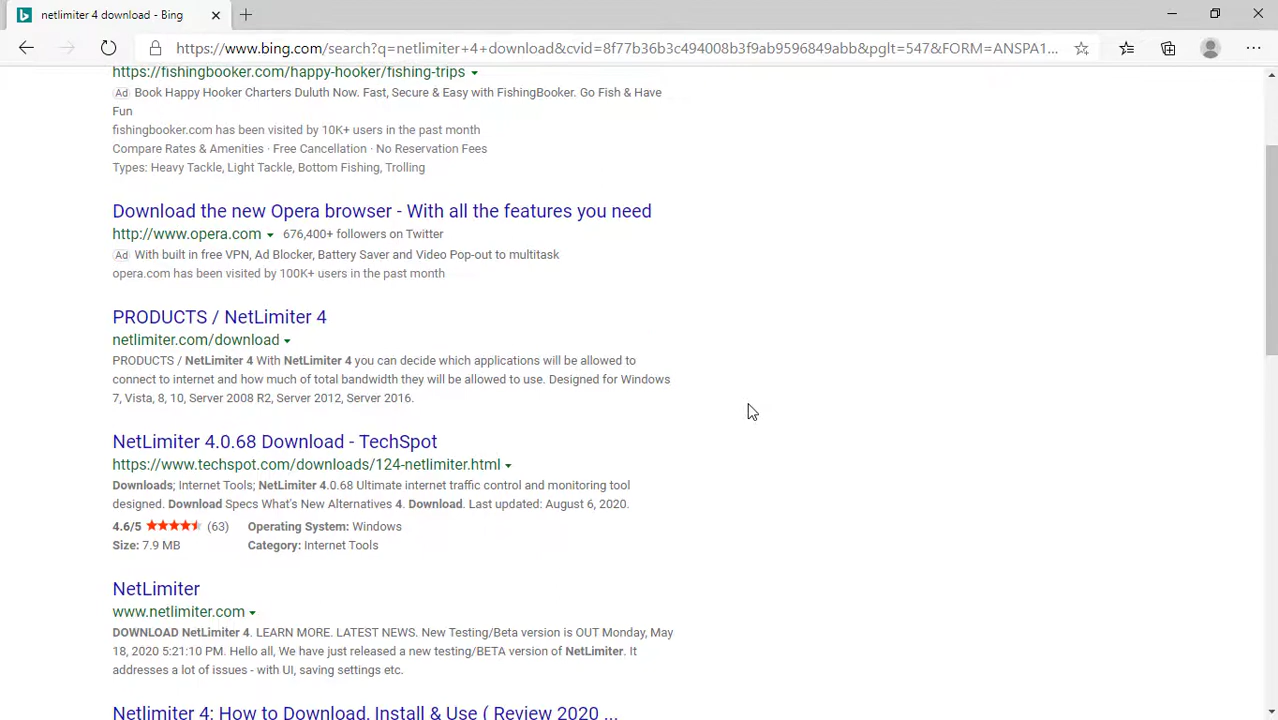 netlimiter 4 download - Bing
https://www.bing.com/search?q=netlimiter+4+download&cvid=8f77b36b3c494008b3f9ab9596849abb&pglt=547&FORM=ANSPA1...
https://fishingbooker.com/happy-hooker/fishing-trips
Ad Book Happy Hooker Charters Duluth Now. Fast, Secure & Easy with FishingBooker. Go Fish & Have
Fun
fishingbooker.com has been visited by 10K+ users in the past month
Compare Rates & Amenities · Free Cancellation · No Reservation Fees
Types: Heavy Tackle, Light Tackle, Bottom Fishing, Trolling
Download the new Opera browser - With all the features you need
http://www.opera.com 676,400+ followers on Twitter
Ad With built in free VPN, Ad Blocker, Battery Saver and Video Pop-out to multitask
opera.com has been visited by 100K+ users in the past month
PRODUCTS / NetLimiter 4
netlimiter.com/download
PRODUCTS / NetLimiter 4 With NetLimiter 4 you can decide which applications will be allowed to
connect to internet and how much of total bandwidth they will be allowed to use. Designed for Windows
7, Vista, 8, 10, Server 2008 R2, Server 2012, Server 2016.
NetLimiter 4.0.68 Download - TechSpot
https://www.techspot.com/downloads/124-netlimiter.html
Downloads; Internet Tools; NetLimiter 4.0.68 Ultimate internet traffic control and monitoring tool
designed. Download Specs What's New Alternatives 4. Download. Last updated: August 6, 2020.
4.6/5 (63) Operating System: Windows
Size: 7.9 MB Category: Internet Tools
NetLimiter
www.netlimiter.com
DOWNLOAD NetLimiter 4. LEARN MORE. LATEST NEWS. New Testing/Beta version is OUT Monday, May
18, 2020 5:21:10 PM. Hello all, We have just released a new testing/BETA version of NetLimiter. It
addresses a lot of issues - with UI, saving settings etc.
Netlimiter 4: How to Download, Install & Use ( Review 2020 ...